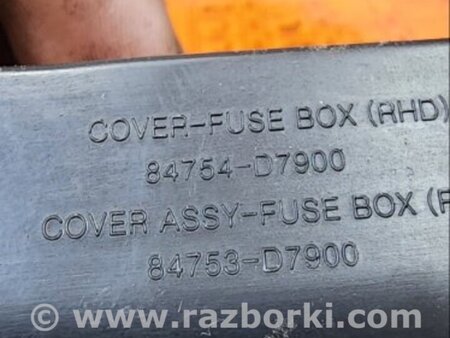 COVER-FUSE BOX (RHD)
84754-D7900
COVER ASSY-FUSE BOX (R
84753-D7900
© www.razborki.com